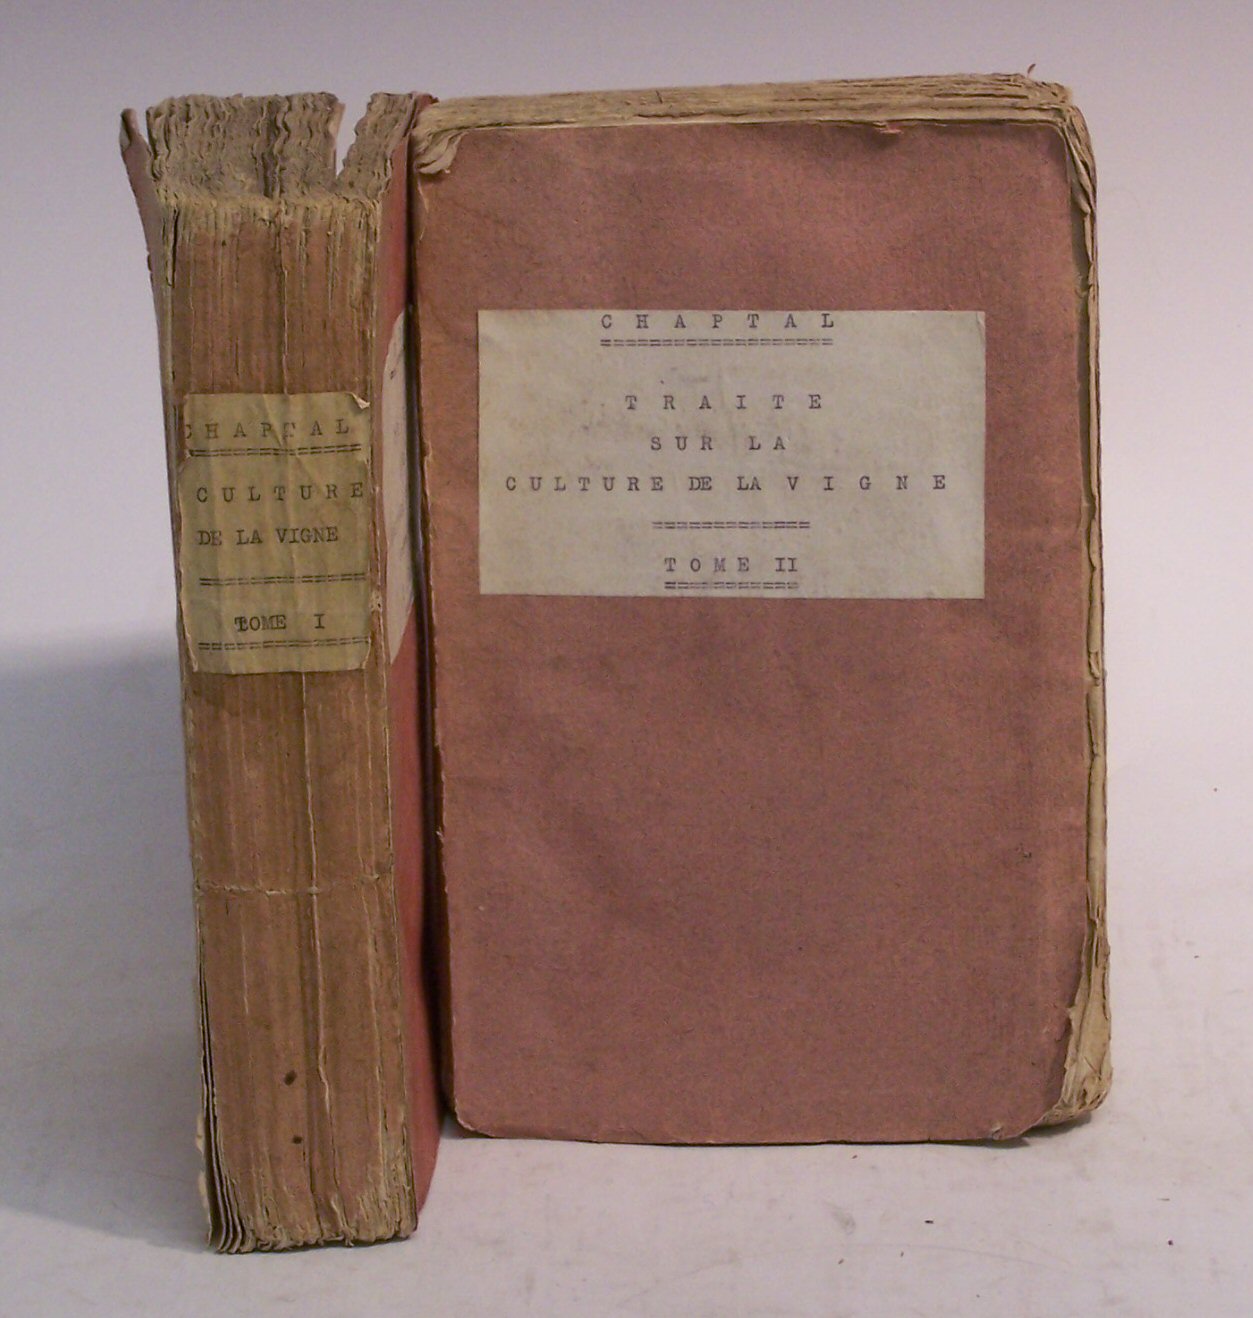 CHAPTAL
CULTURE
DE LA VIGNE
TOME I
CHAPTAL
TRAITE
SUR LA
CULTURE DE LA VIGNE
TOME II